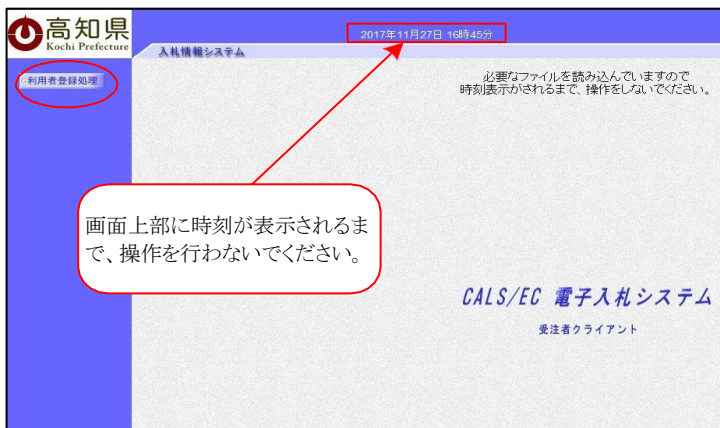 高知県
Kochi Prefecture
2017年11月27日 16時45分
入札情報システム
○利用者登録処理
必要なファイルを読み込んでいますので
時刻表示がされるまで、操作をしないでください。
画面上部に時刻が表示されるま
で、操作を行わないでください。
CALS/EC 電子入札システム
受注者クライアント